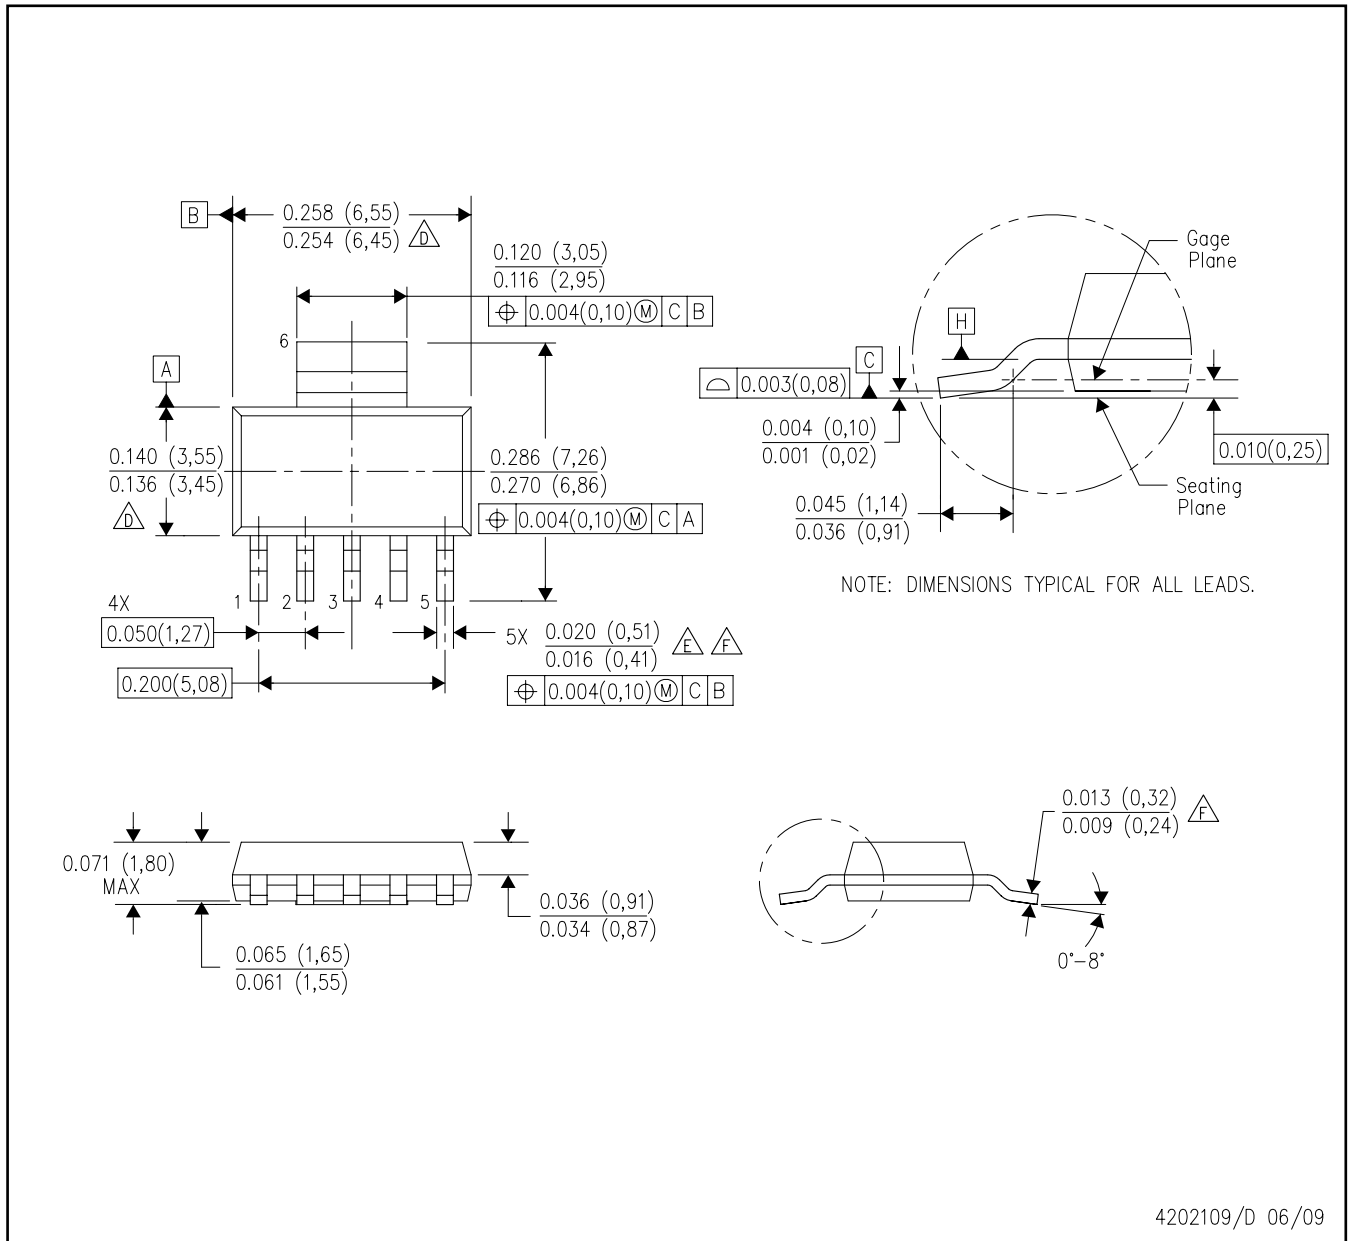 B
0.258 (6,55)
0.254 (6,45) D
0.120 (3,05)
0.116 (2,95)
⌖ 0.004(0,10) Ⓜ C B
6
A
0.140 (3,55)
0.136 (3,45)
D
0.286 (7,26)
0.270 (6,86)
⌖ 0.004(0,10) Ⓜ C A
1 2 3 4 5
4X
0.050(1,27)
5X 0.020 (0,51)
0.016 (0,41) E F
⌖ 0.004(0,10) Ⓜ C B
0.200(5,08)
Gage
Plane
H
C
⌓ 0.003(0,08)
0.004 (0,10)
0.001 (0,02)
0.010(0,25)
Seating
Plane
0.045 (1,14)
0.036 (0,91)
NOTE: DIMENSIONS TYPICAL FOR ALL LEADS.
0.071 (1,80)
MAX
0.065 (1,65)
0.061 (1,55)
0.036 (0,91)
0.034 (0,87)
0.013 (0,32)
0.009 (0,24) F
0°–8°
4202109/D 06/09